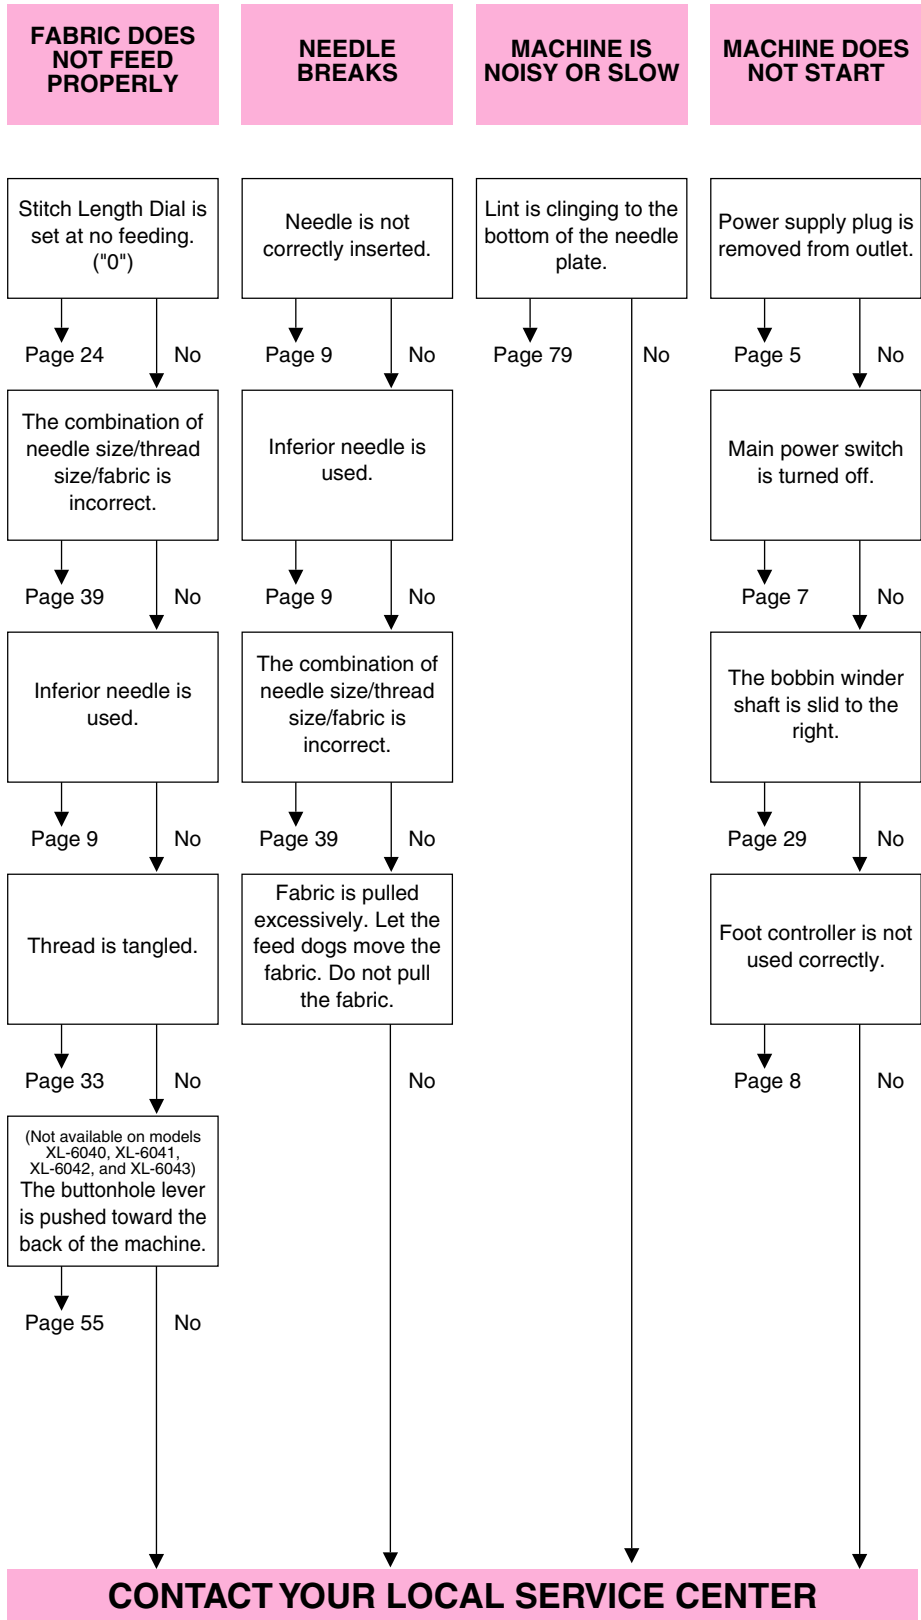 FABRIC DOES
NOT FEED
PROPERLY
Stitch Length Dial is
set at no feeding.
("0")
Page 24
No
The combination of
needle size/thread
size/fabric is
incorrect.
Page 39
No
Inferior needle is
used.
Page 9
No
Thread is tangled.
Page 33
No
(Not available on models
XL-6040, XL-6041,
XL-6042, and XL-6043)
The buttonhole lever
is pushed toward the
back of the machine.
Page 55
No
NEEDLE
BREAKS
Needle is not
correctly inserted.
Page 9
No
Inferior needle is
used.
Page 9
No
The combination of
needle size/thread
size/fabric is
incorrect.
Page 39
No
Fabric is pulled
excessively. Let the
feed dogs move the
fabric. Do not pull
the fabric.
No
MACHINE IS
NOISY OR SLOW
Lint is clinging to the
bottom of the needle
plate.
Page 79
No
MACHINE DOES
NOT START
Power supply plug is
removed from outlet.
Page 5
No
Main power switch
is turned off.
Page 7
No
The bobbin winder
shaft is slid to the
right.
Page 29
No
Foot controller is not
used correctly.
Page 8
No
CONTACT YOUR LOCAL SERVICE CENTER